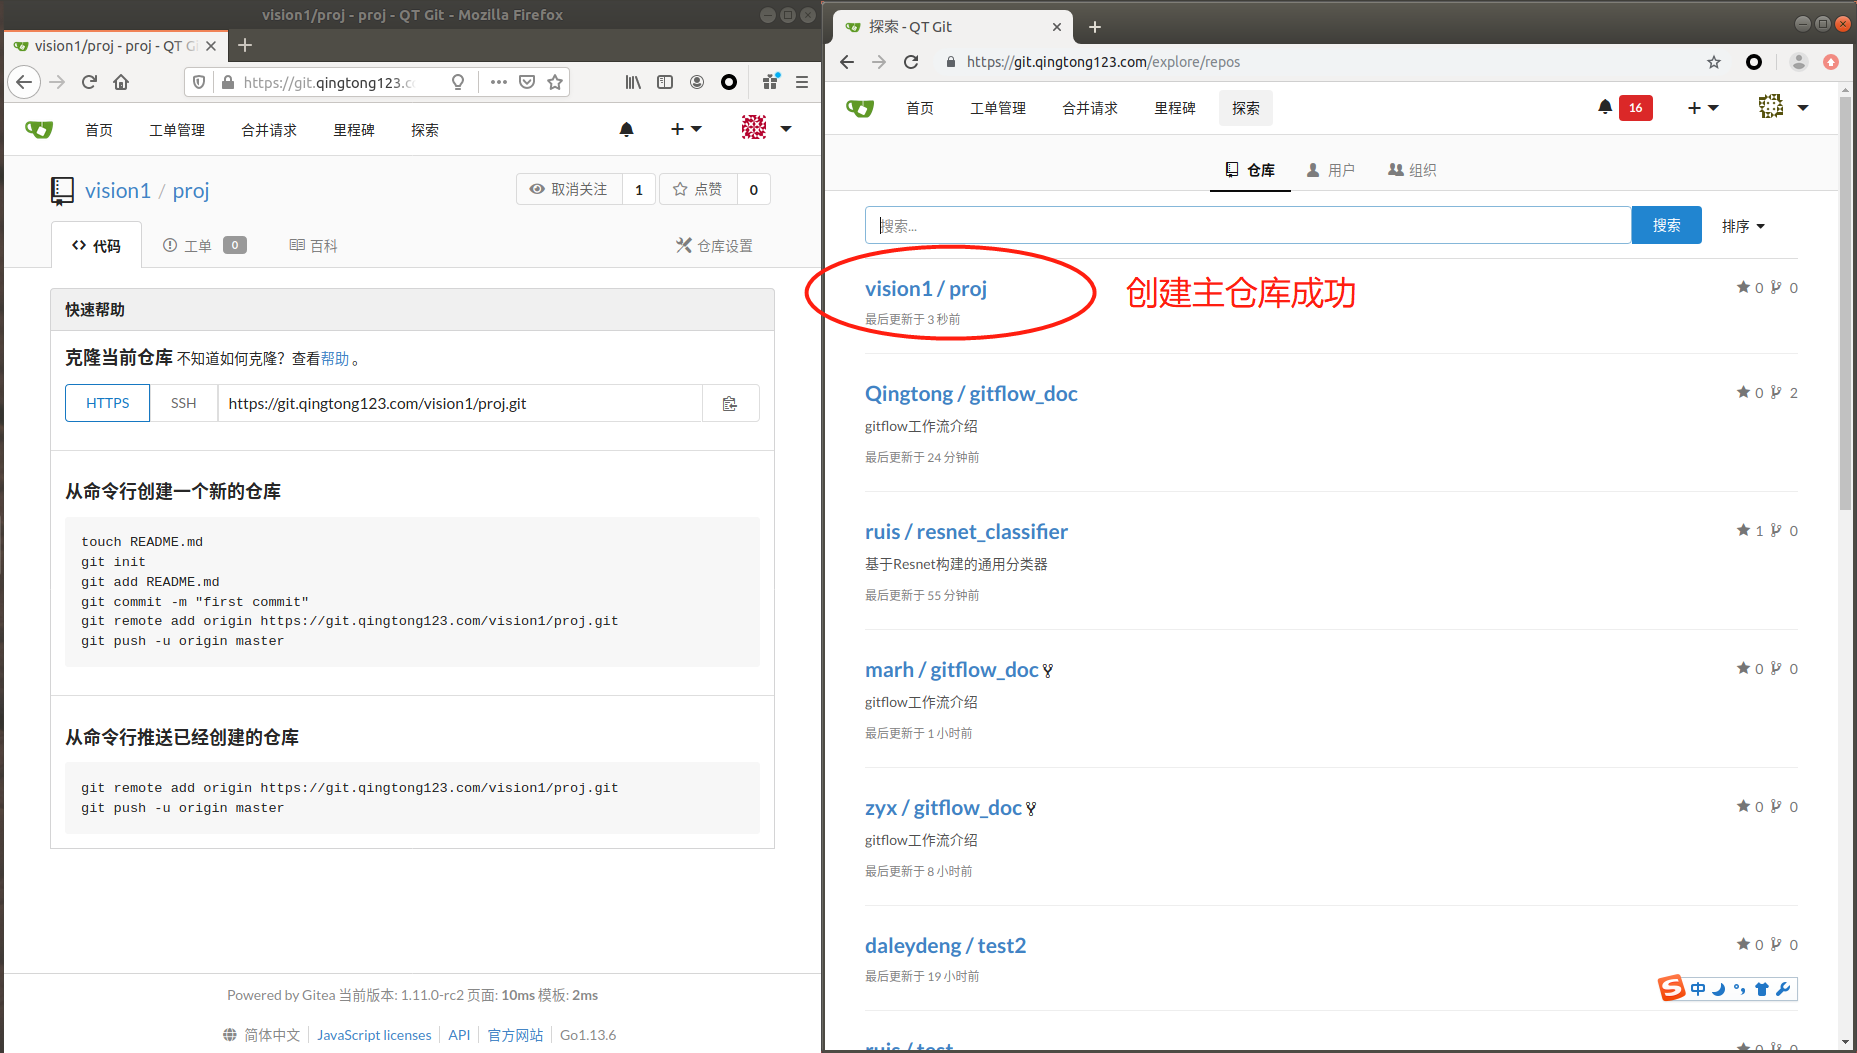 vision1/proj - proj - QT Git - Mozilla Firefox
vision1/proj - proj - QT G
https://git.qingtong123.c
首页 工单管理 合并请求 里程碑 探索
vision1 / proj
取消关注 1 点赞 0
代码 工单 0 百科 仓库设置
快速帮助
克隆当前仓库 不知道如何克隆？查看帮助 。
HTTPS SSH https://git.qingtong123.com/vision1/proj.git
从命令行创建一个新的仓库
touch README.md
git init
git add README.md
git commit -m "first commit"
git remote add origin https://git.qingtong123.com/vision1/proj.git
git push -u origin master
从命令行推送已经创建的仓库
git remote add origin https://git.qingtong123.com/vision1/proj.git
git push -u origin master
Powered by Gitea 当前版本: 1.11.0-rc2 页面: 10ms 模板: 2ms
简体中文 JavaScript licenses API 官方网站 Go1.13.6
探索 - QT Git
https://git.qingtong123.com/explore/repos
首页 工单管理 合并请求 里程碑 探索 16
仓库 用户 组织
搜索... 搜索 排序
vision1 / proj 0 0
最后更新于 3 秒前
创建主仓库成功
Qingtong / gitflow_doc 0 2
gitflow工作流介绍
最后更新于 24 分钟前
ruis / resnet_classifier 1 0
基于Resnet构建的通用分类器
最后更新于 55 分钟前
marh / gitflow_doc 0 0
gitflow工作流介绍
最后更新于 1 小时前
zyx / gitflow_doc 0 0
gitflow工作流介绍
最后更新于 8 小时前
daleydeng / test2 0 0
最后更新于 19 小时前
S 中
ruis / test 0 0